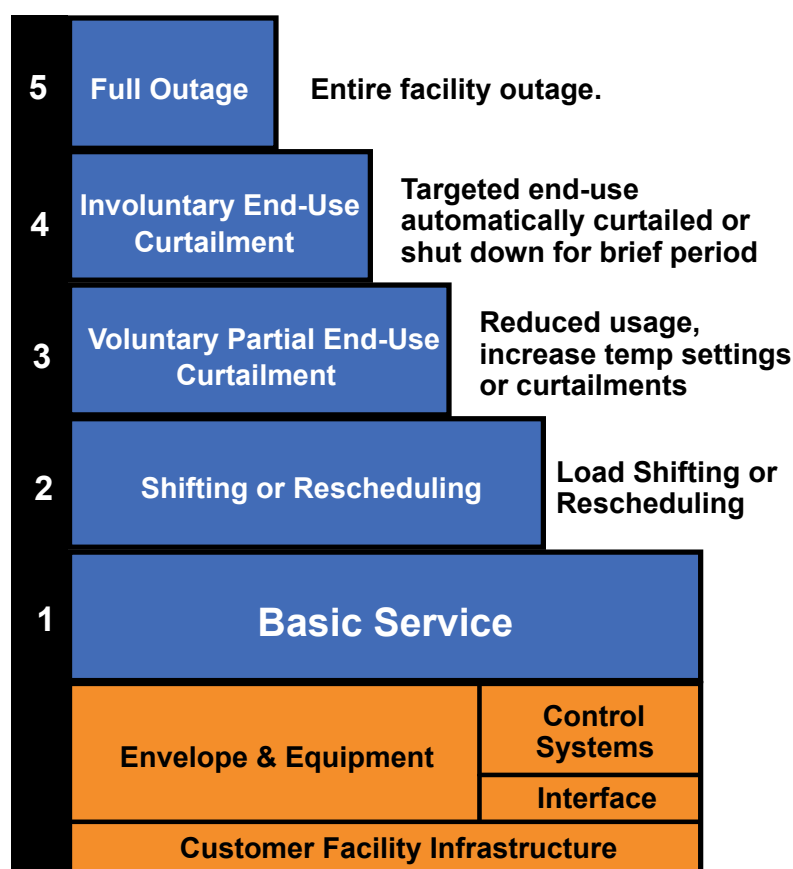 5
Full Outage
Entire facility outage.
4
Involuntary End-Use
Curtailment
Targeted end-use
automatically curtailed or
shut down for brief period
3
Voluntary Partial End-Use
Curtailment
Reduced usage,
increase temp settings
or curtailments
2
Shifting or Rescheduling
Load Shifting or
Rescheduling
1
Basic Service
Envelope & Equipment
Control
Systems
Interface
Customer Facility Infrastructure